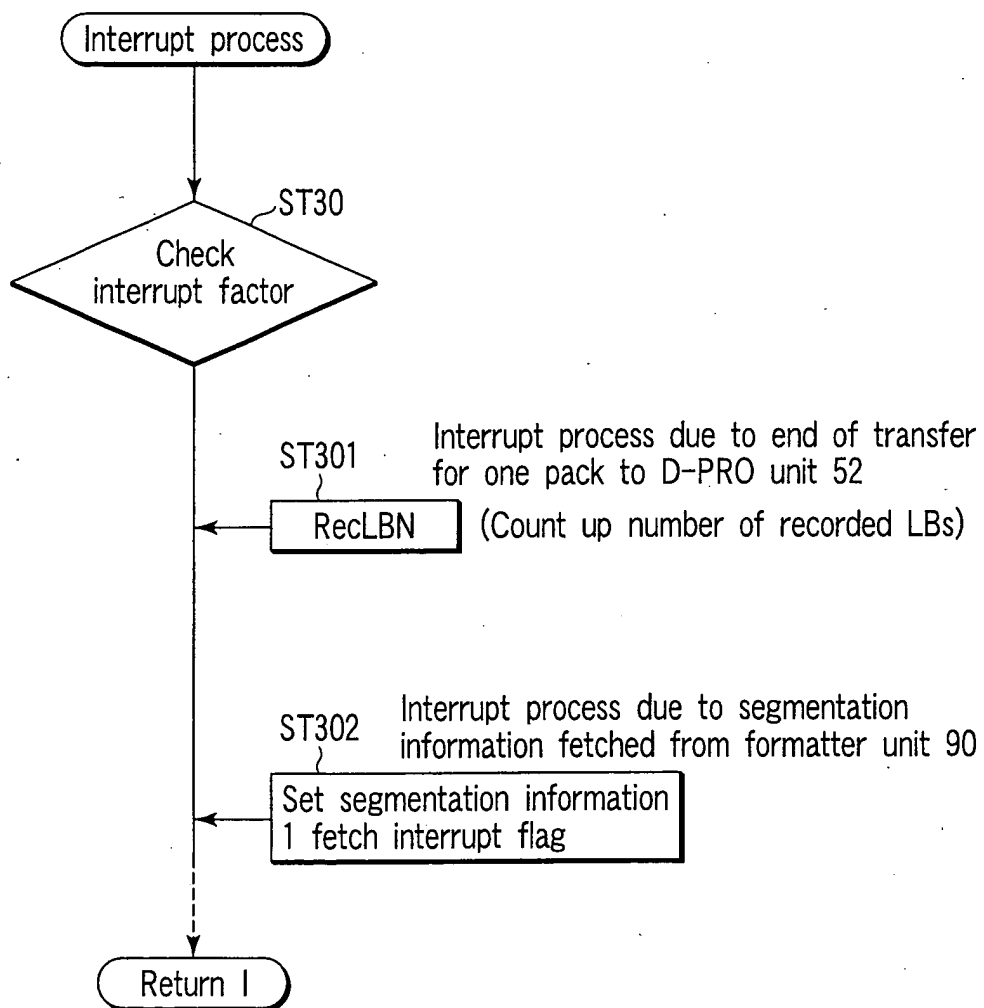 Interrupt process
ST30
Check
interrupt factor
ST301
Interrupt process due to end of transfer
for one pack to D-PRO unit 52
RecLBN
(Count up number of recorded LBs)
ST302
Interrupt process due to segmentation
information fetched from formatter unit 90
Set segmentation information
1 fetch interrupt flag
Return I